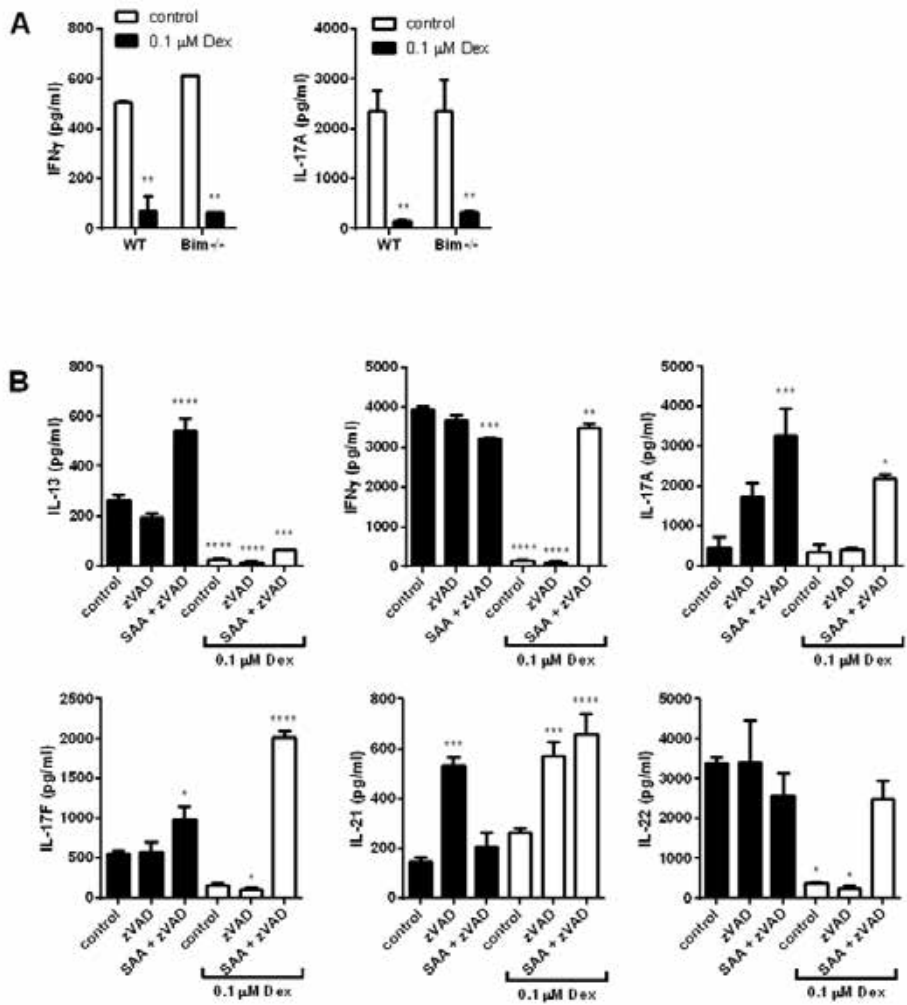 A
control
0.1 µM Dex
IFNγ (pg/ml)
800
600
400
200
0
**
**
WT
Bim-/-
control
0.1 µM Dex
IL-17A (pg/ml)
4000
3000
2000
1000
0
**
**
WT
Bim-/-
B
IL-13 (pg/ml)
800
600
400
200
0
****
****
****
***
control
zVAD
SAA + zVAD
control
zVAD
SAA + zVAD
0.1 µM Dex
IFNγ (pg/ml)
5000
4000
3000
2000
1000
0
***
****
****
**
control
zVAD
SAA + zVAD
control
zVAD
SAA + zVAD
0.1 µM Dex
IL-17A (pg/ml)
5000
4000
3000
2000
1000
0
***
*
control
zVAD
SAA + zVAD
control
zVAD
SAA + zVAD
0.1 µM Dex
IL-17F (pg/ml)
2500
2000
1500
1000
500
0
*
*
****
control
zVAD
SAA + zVAD
control
zVAD
SAA + zVAD
0.1 µM Dex
IL-21 (pg/ml)
800
600
400
200
0
***
***
****
control
zVAD
SAA + zVAD
control
zVAD
SAA + zVAD
0.1 µM Dex
IL-22 (pg/ml)
5000
4000
3000
2000
1000
0
*
*
control
zVAD
SAA + zVAD
control
zVAD
SAA + zVAD
0.1 µM Dex